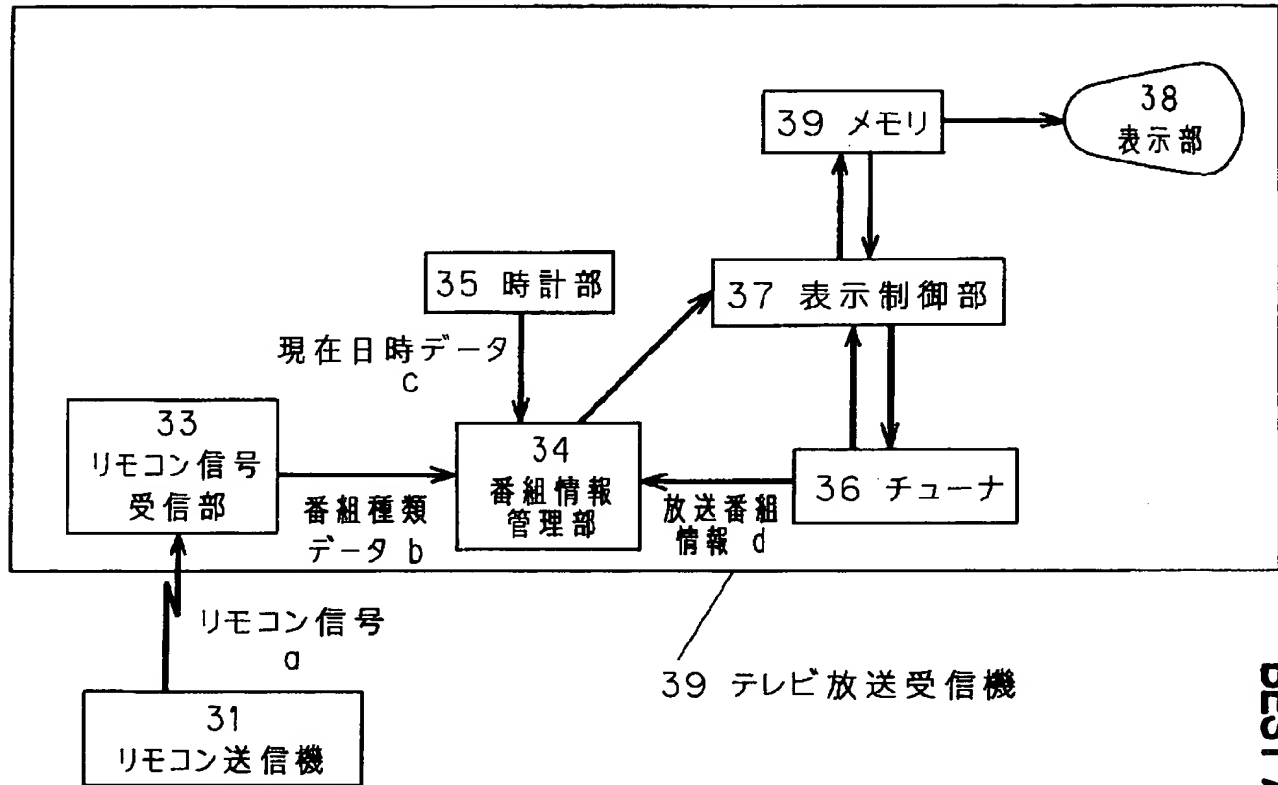 39 メモリ
38
表示部
35 時計部
37 表示制御部
現在日時データ
c
33
リモコン信号
受信部
番組種類
データ b
34
番組情報
管理部
放送番組
情報 d
36 チューナ
リモコン信号
a
39 テレビ放送受信機
31
リモコン送信機
BEST